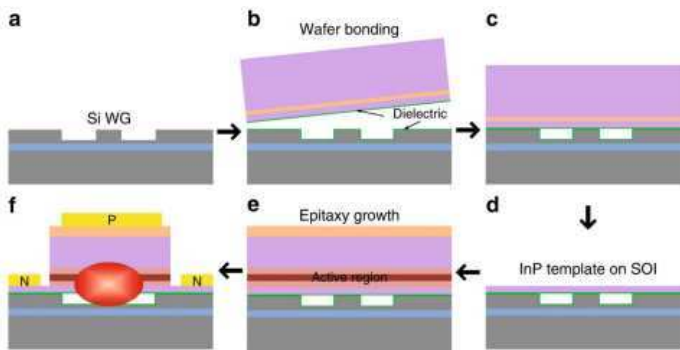 a
b
Wafer bonding
c
Si WG
Dielectric
f
P
N
N
e
Epitaxy growth
Active region
d
InP template on SOI